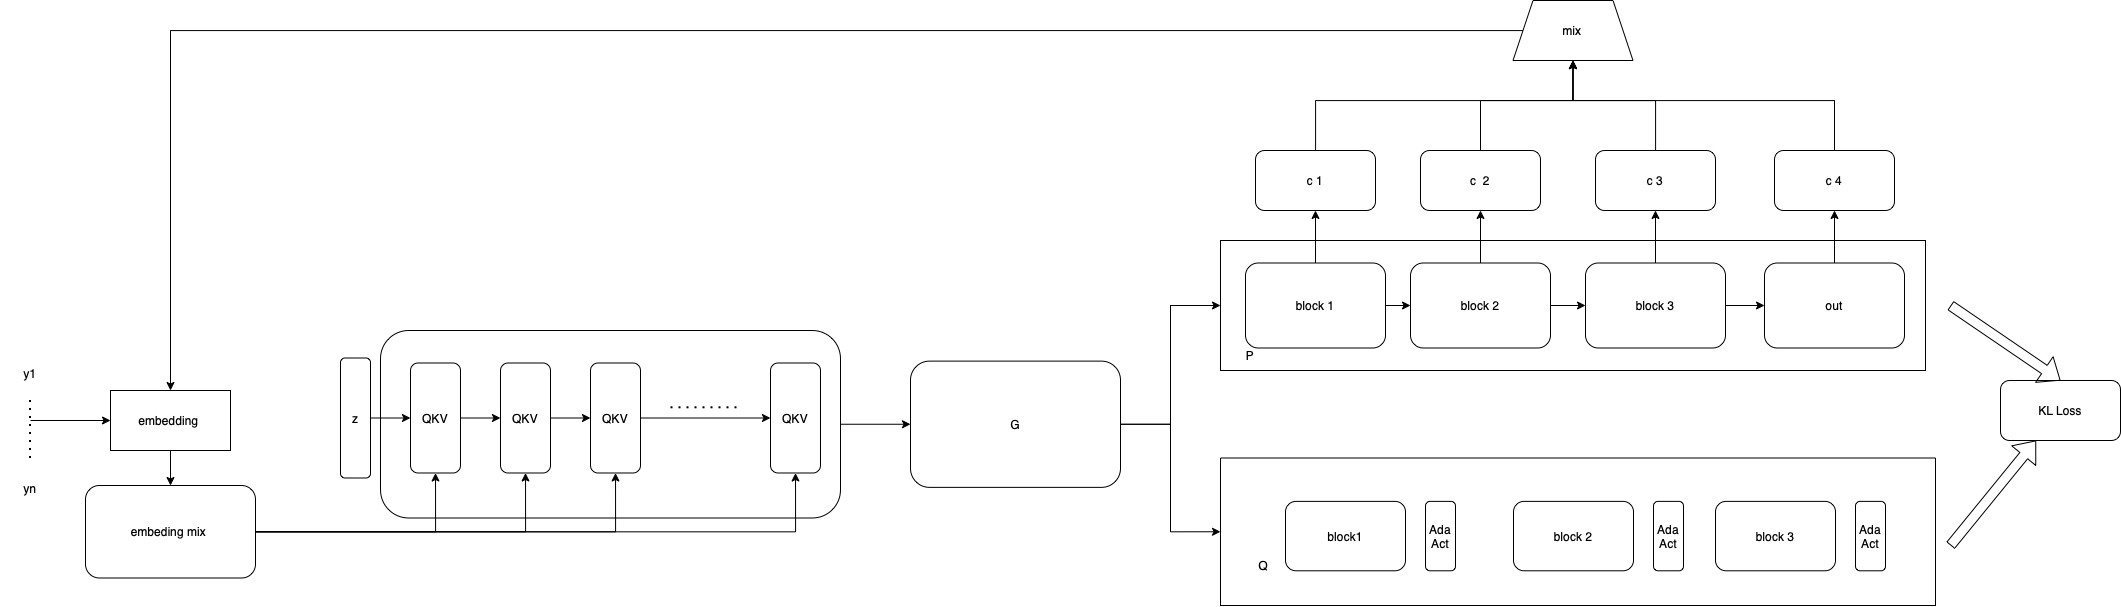 mix
c 1
c 2
c 3
c 4
block 1
block 2
block 3
out
P
y1
embedding
yn
embeding mix
z
QKV
QKV
QKV
QKV
G
KL Loss
block1
Ada
Act
block 2
Ada
Act
block 3
Ada
Act
Q